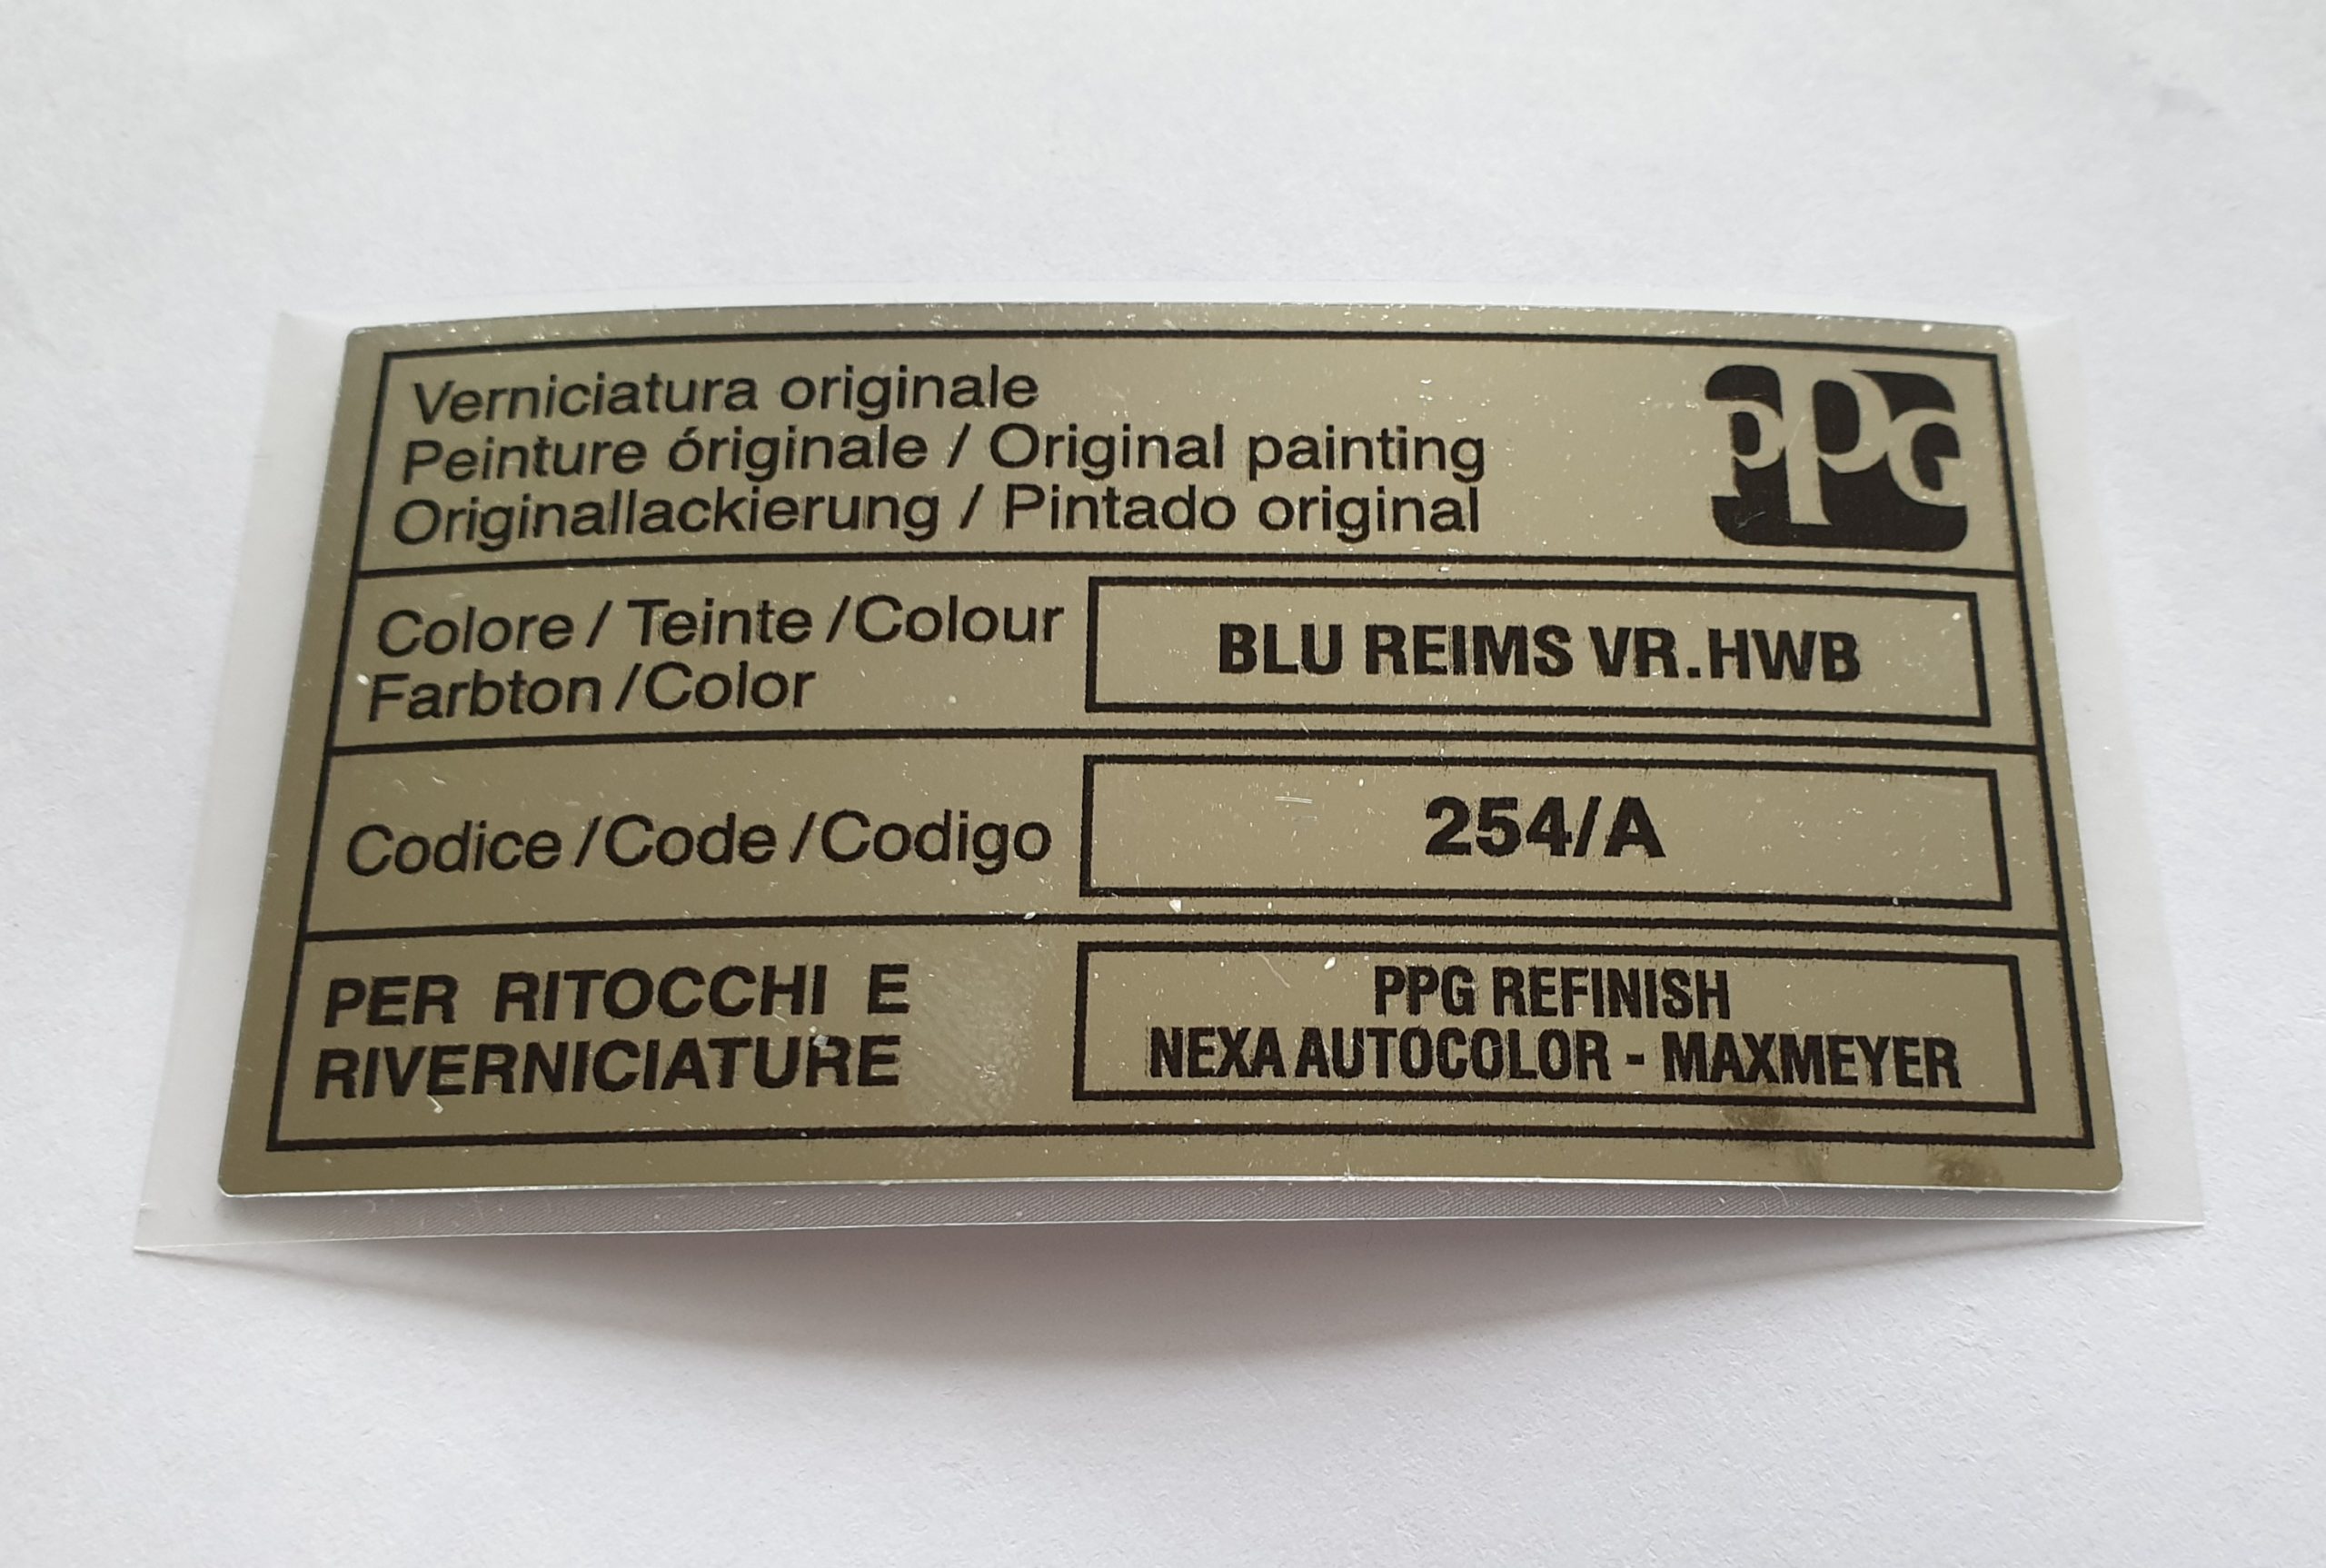 Verniciatura originale
PPG
Peinture óriginale / Original painting
Originallackierung / Pintado original
Colore / Teinte / Colour
Farbton / Color
BLU REIMS VR.HWB
Codice / Code / Codigo
254/A
PER RITOCCHI E
RIVERNICIATURE
PPG REFINISH
NEXA AUTOCOLOR - MAXMEYER